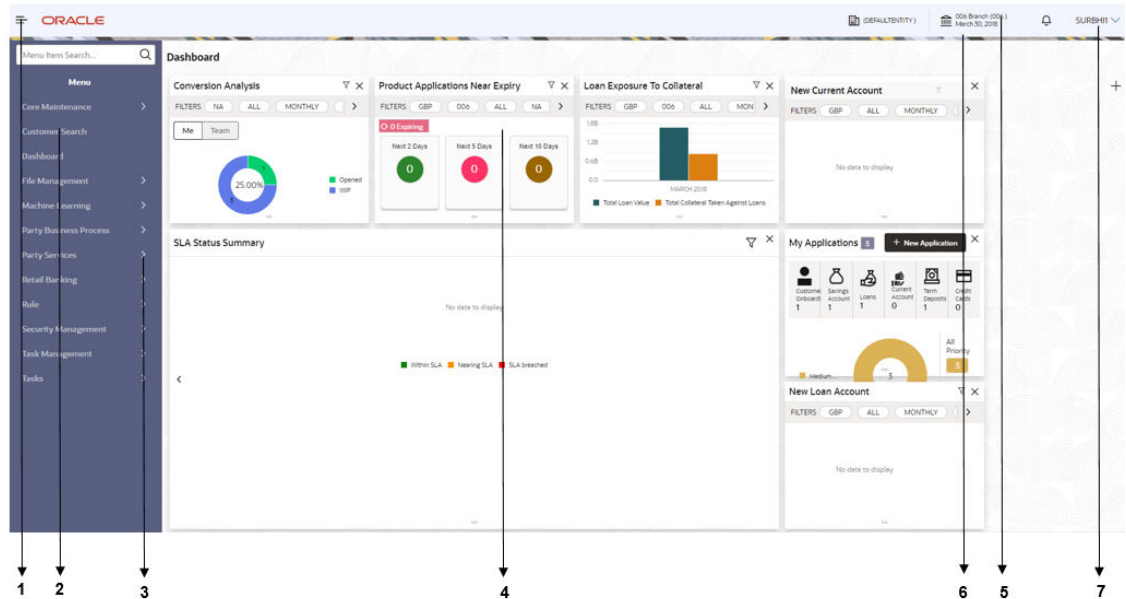 ORACLE
(DEFAULTENTITY)
006 Branch (006)
March 30, 2018
SURBHI1
Menu Item Search...
Menu
Core Maintenance
Customer Search
Dashboard
File Management
Machine Learning
Party Business Process
Party Services
Retail Banking
Rule
Security Management
Task Management
Tasks
Dashboard
Conversion Analysis
FILTERS NA ALL MONTHLY
Me Team
1
25.00%
3
Opened
WIP
Product Applications Near Expiry
FILTERS GBP 006 ALL NA
0 Expiring
Next 2 Days Next 5 Days Next 10 Days
0 0 0
Loan Exposure To Collateral
FILTERS GBP 006 ALL MON
1.8B
1.2B
0.6B
0.0
MARCH 2018
Total Loan Value Total Collateral Taken Against Loans
New Current Account
FILTERS GBP ALL MONTHLY
No data to display
SLA Status Summary
No data to display
Within SLA Nearing SLA SLA breached
My Applications 3 + New Application
Custome Onboardi 1
Savings Account 1
Loans 1
Current Account 0
Term Deposits 1
Credit Cards 0
All Priority
3
Medium...
3
New Loan Account
FILTERS GBP ALL MONTHLY
No data to display
1 2 3 4 6 5 7